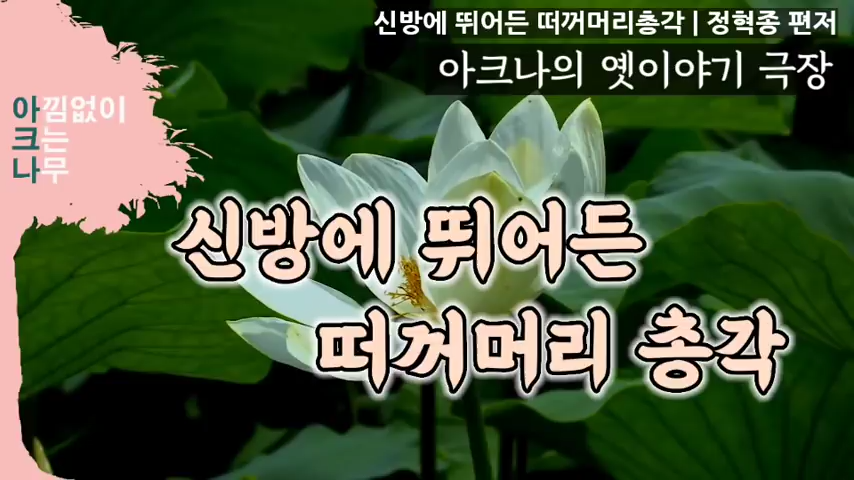 신방에 뛰어든 떠꺼머리총각 | 정혁종 편저
아크나의 옛이야기 극장
아낌없이
크는
나무
신방에 뛰어든
떠꺼머리 총각